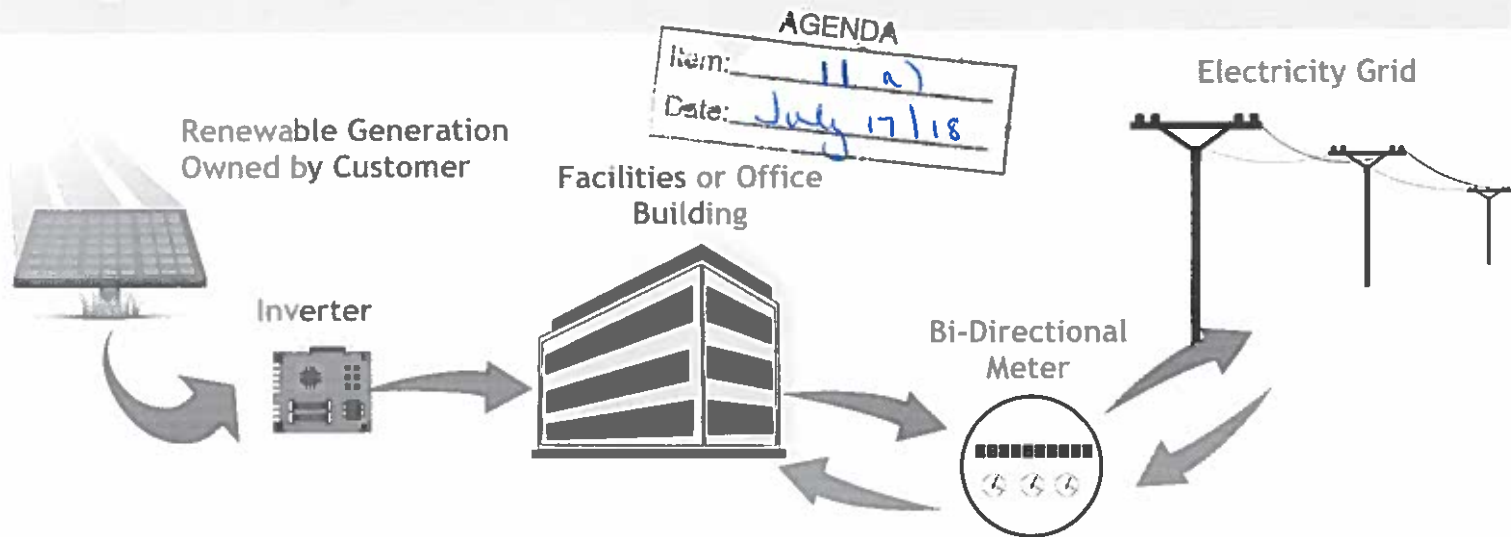 AGENDA
Item: 11 a)
Date: July 17/18
Electricity Grid
Renewable Generation
Owned by Customer
Facilities or Office
Building
Inverter
Bi-Directional
Meter